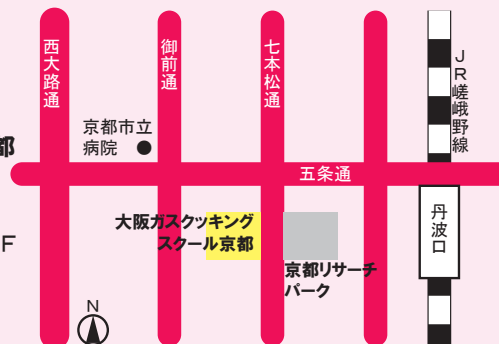 西大路通
御前通
七本松通
JR嵯峨野線
京都市立
病院
都
五条通
大阪ガスクッキング
スクール京都
F
京都リサーチ
パーク
丹波口
N